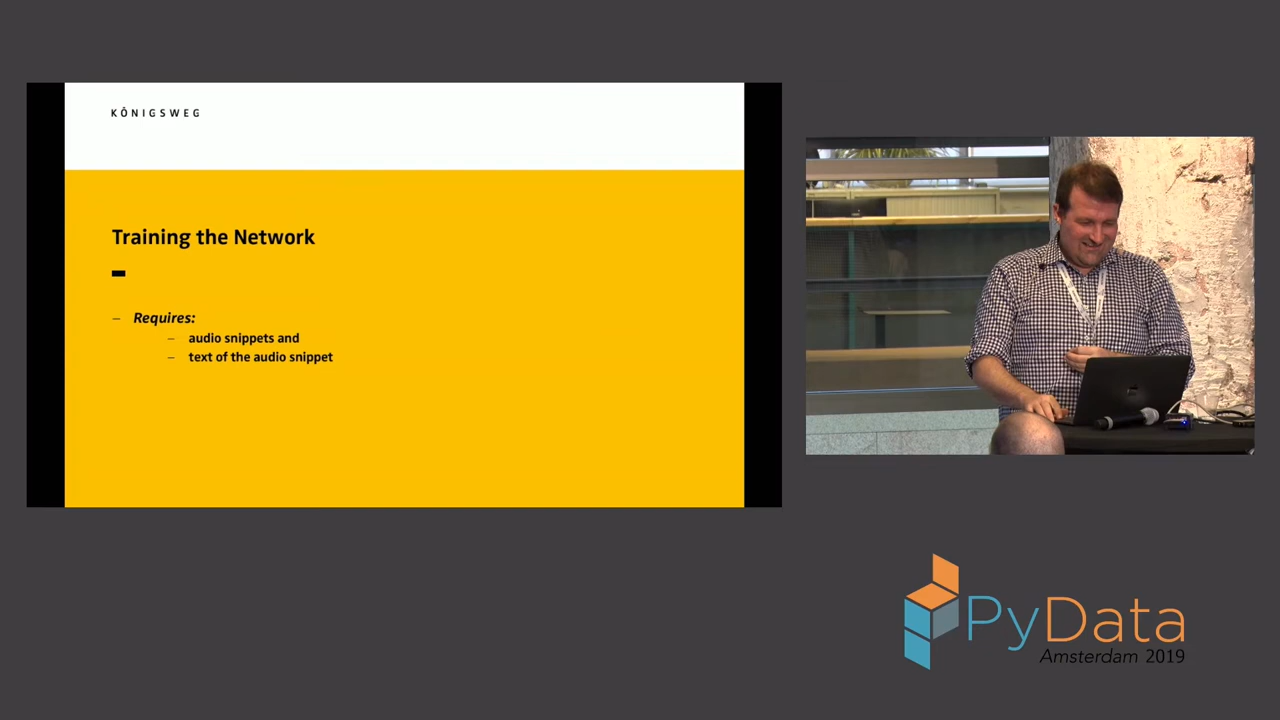 KÖNIGSWEG
Training the Network
– Requires:
– audio snippets and
– text of the audio snippet
PyData
Amsterdam 2019